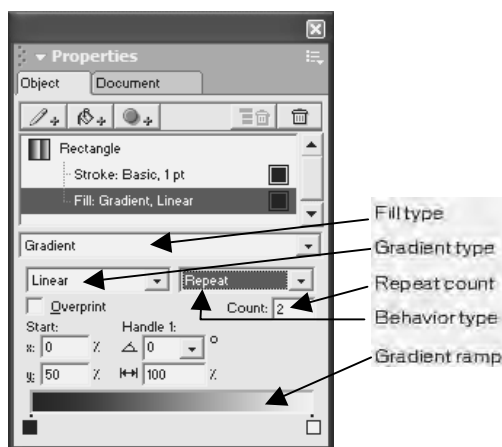 Properties
Object Document
Rectangle
Stroke: Basic, 1 pt
Fill: Gradient, Linear
Gradient
Linear Repeat
Overprint Count: 2
Start: Handle 1:
x: 0 % 0 °
y: 50 % 100 %
Fill type
Gradient type
Repeat count
Behavior type
Gradient ramp